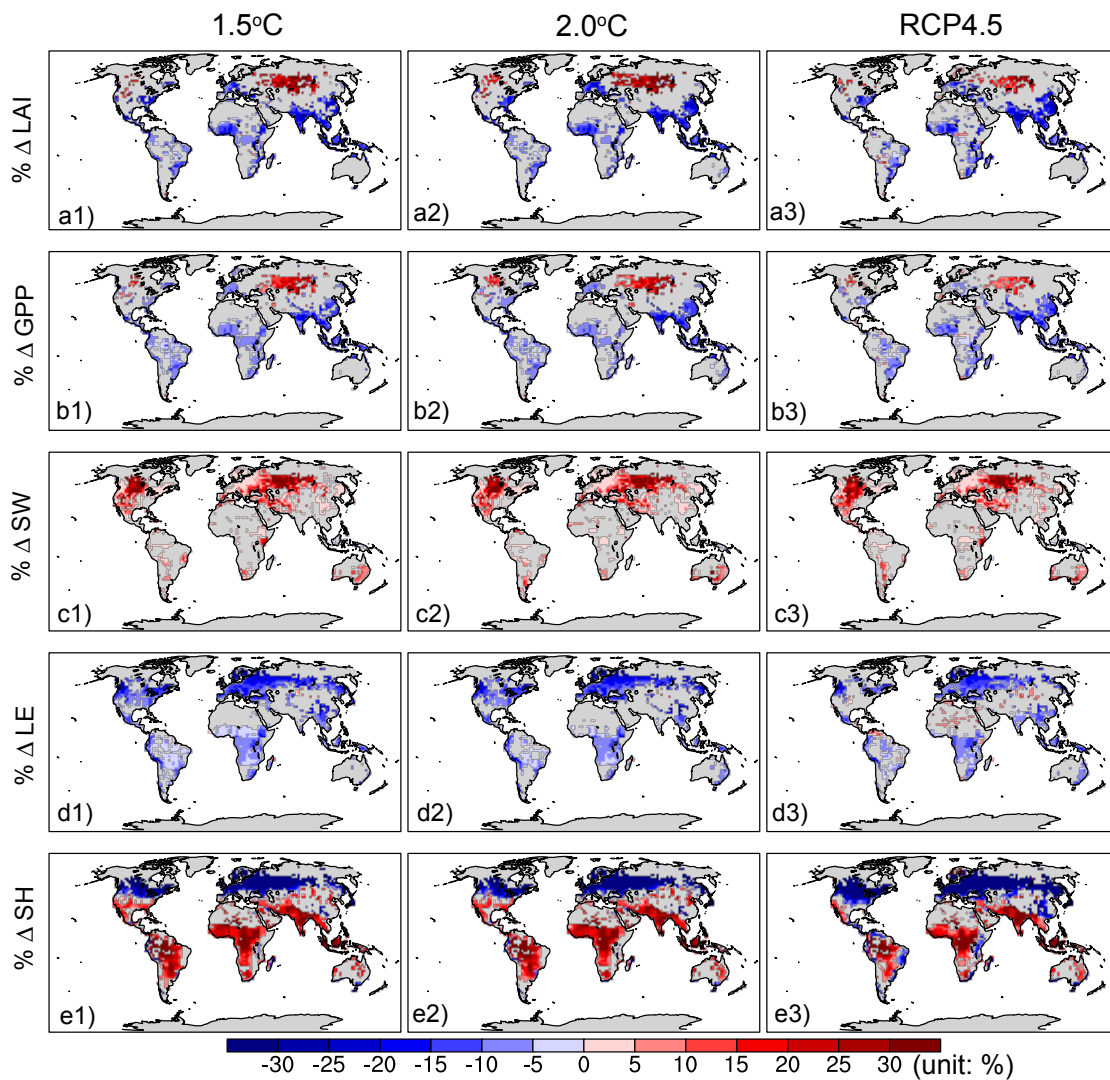 1.5°C 2.0°C RCP4.5
% Δ LAI
a1) a2) a3)
% Δ GPP
b1) b2) b3)
% Δ SW
c1) c2) c3)
% Δ LE
d1) d2) d3)
% Δ SH
e1) e2) e3)
-30 -25 -20 -15 -10 -5 0 5 10 15 20 25 30 (unit: %)